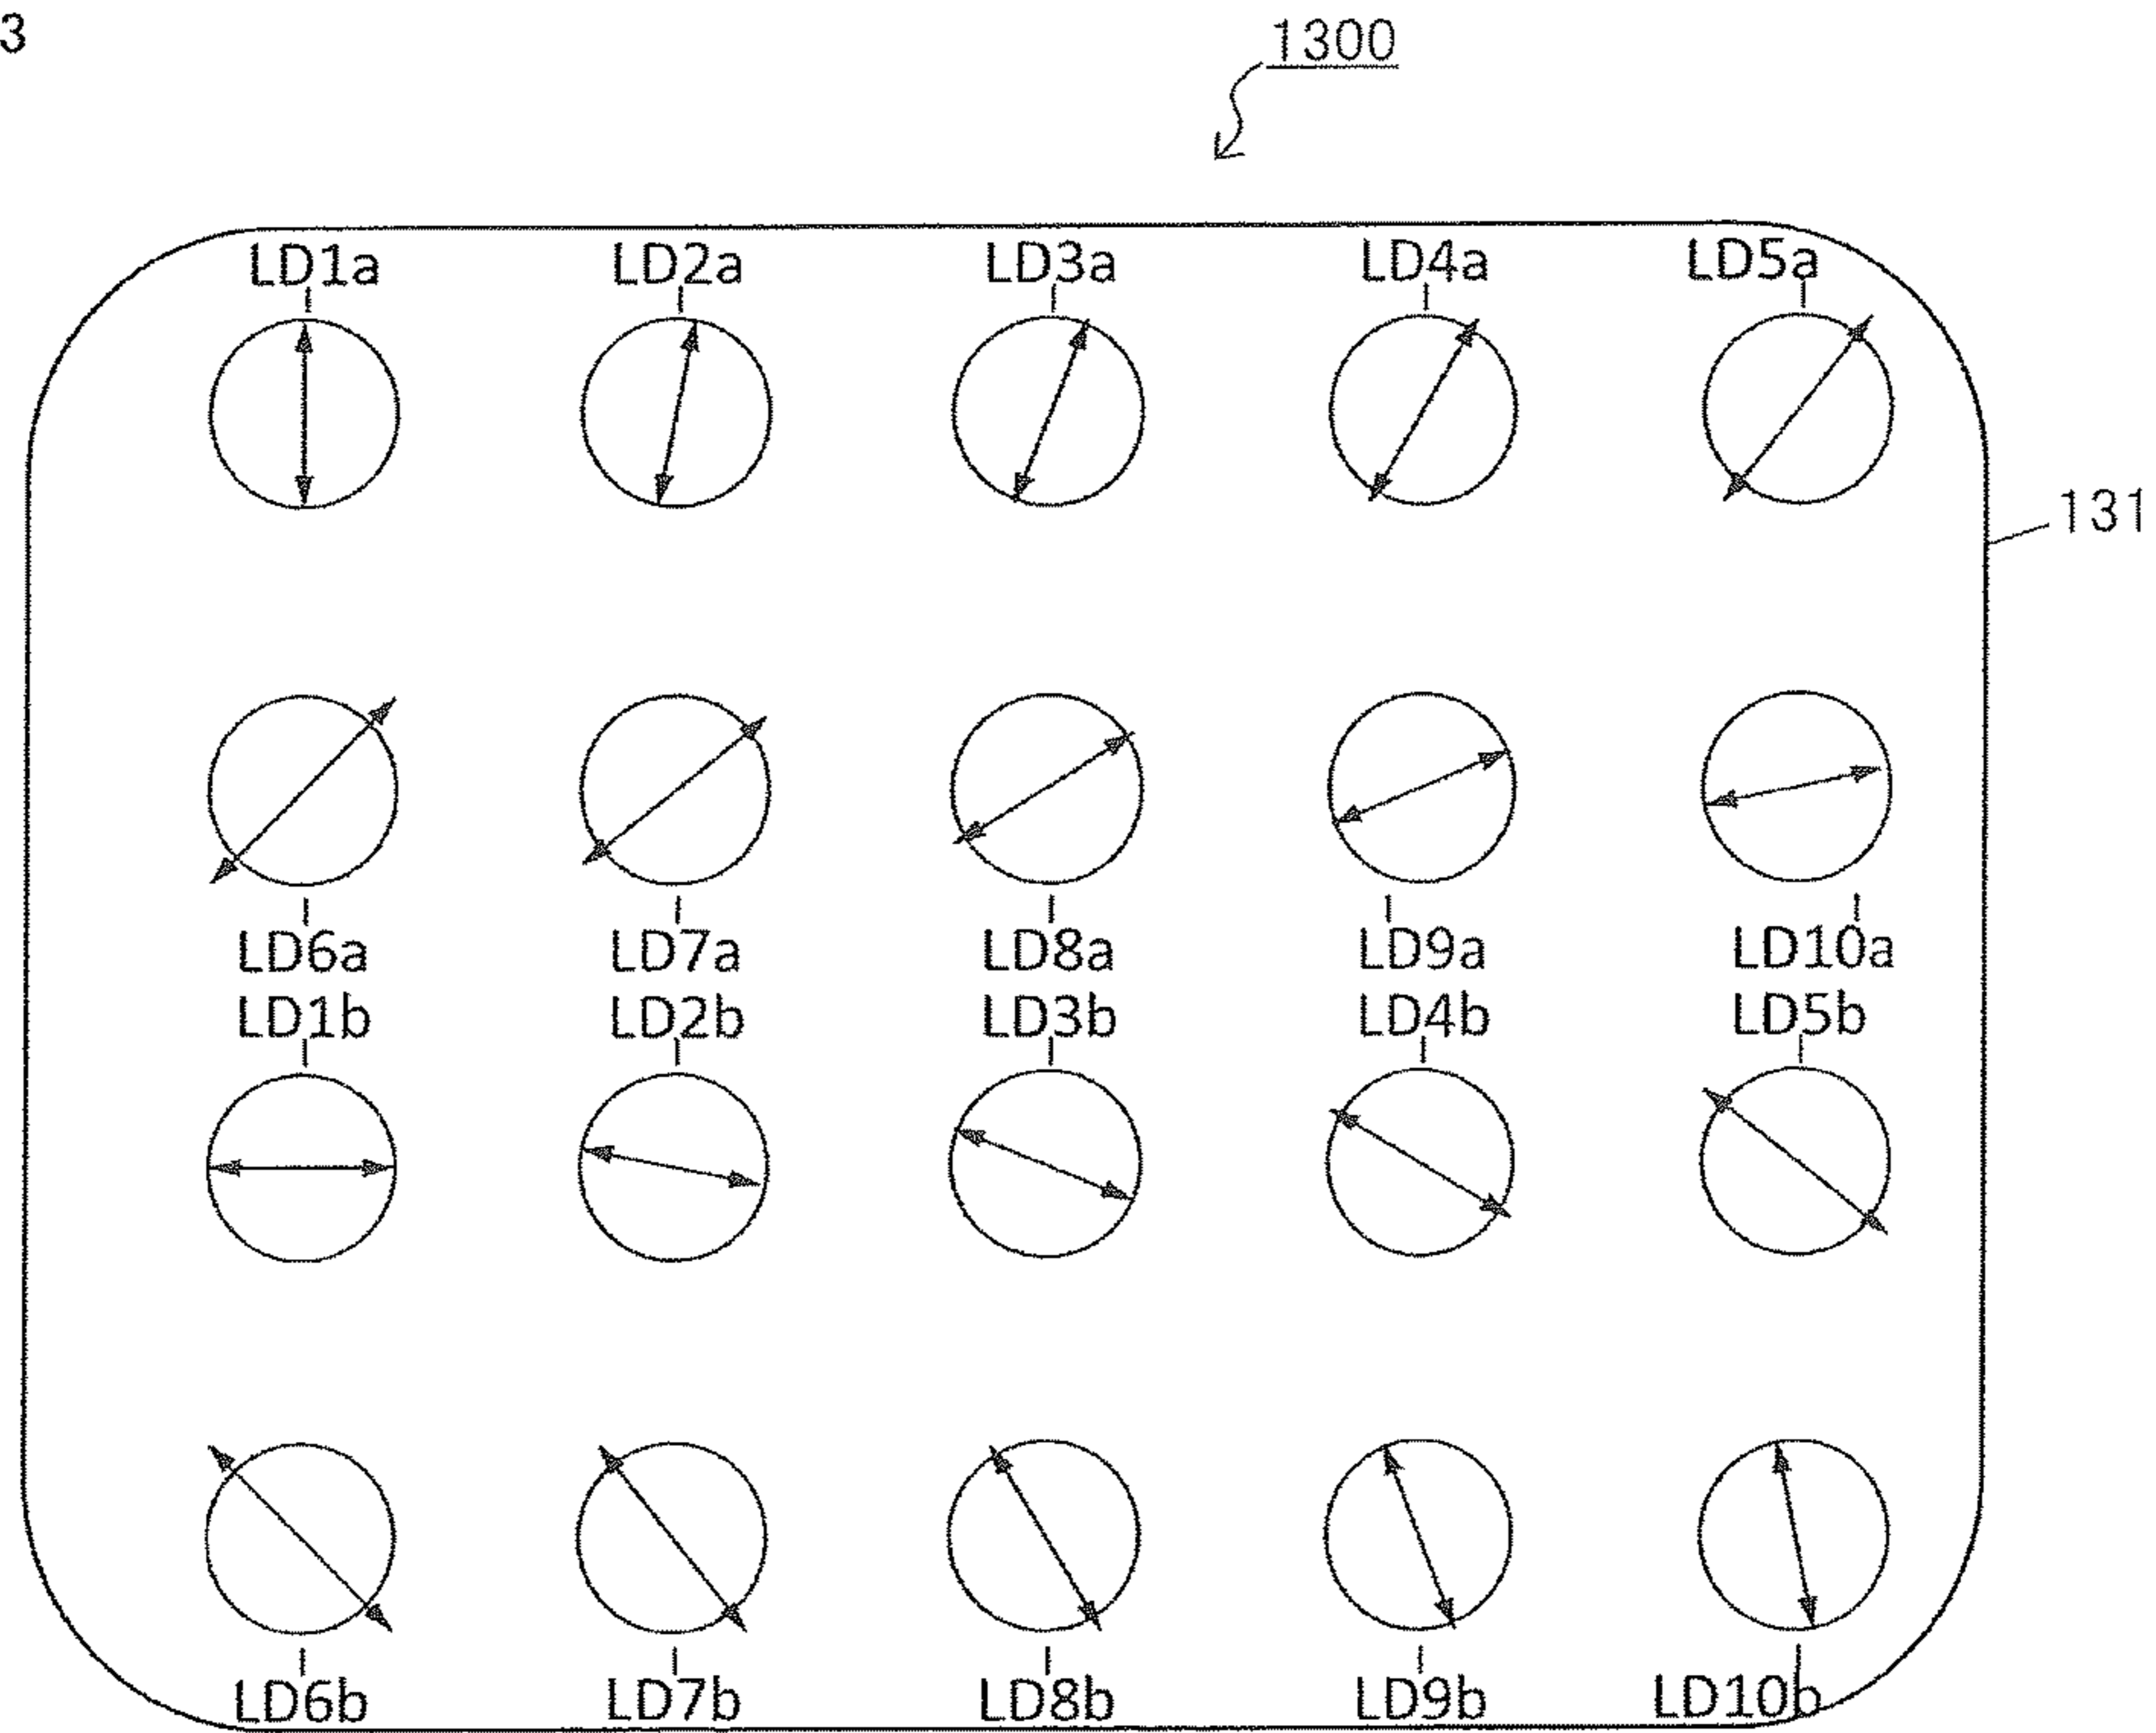 3
1300
LD1a LD2a LD3a LD4a LD5a
131
LD6a LD7a LD8a LD9a LD10a
LD1b LD2b LD3b LD4b LD5b
LD6b LD7b LD8b LD9b LD10b